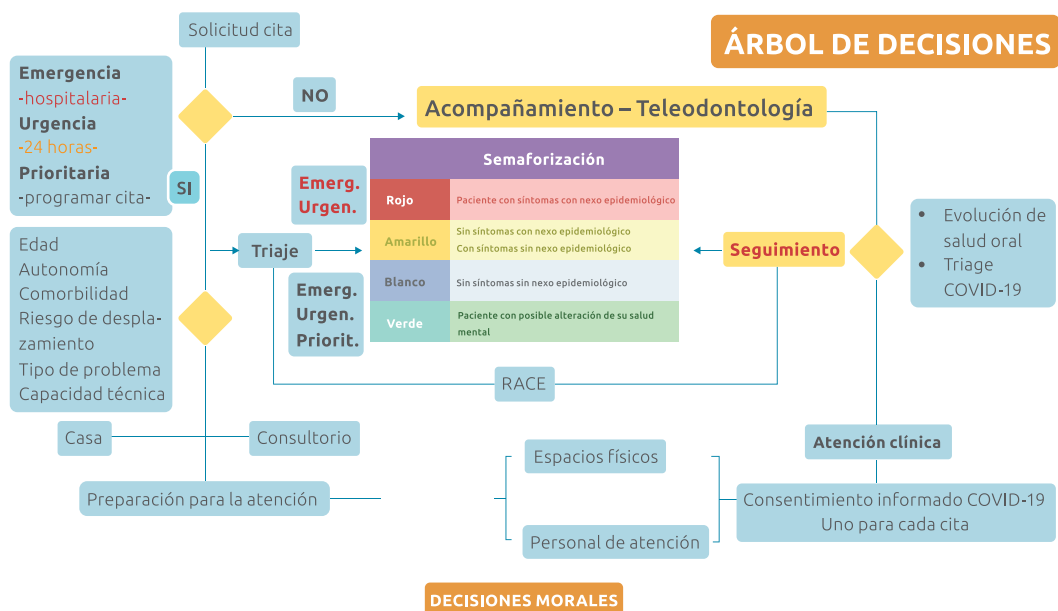 Solicitud cita
ÁRBOL DE DECISIONES
Emergencia
-hospitalaria-
Urgencia
-24 horas-
Prioritaria
-programar cita-
NO
SI
Acompañamiento – Teleodontología
Semaforización
Rojo
Paciente con síntomas con nexo epidemiológico
Amarillo
Sin síntomas con nexo epidemiológico
Con síntomas sin nexo epidemiológico
Blanco
Sin síntomas sin nexo epidemiológico
Verde
Paciente con posible alteración de su salud
mental
Emerg.
Urgen.
Triaje
Emerg.
Urgen.
Priorit.
Seguimiento
• Evolución de
salud oral
• Triage
COVID-19
Edad
Autonomía
Comorbilidad
Riesgo de despla-
zamiento
Tipo de problema
Capacidad técnica
RACE
Casa
Consultorio
Atención clínica
Espacios físicos
Preparación para la atención
Consentimiento informado COVID-19
Uno para cada cita
Personal de atención
DECISIONES MORALES